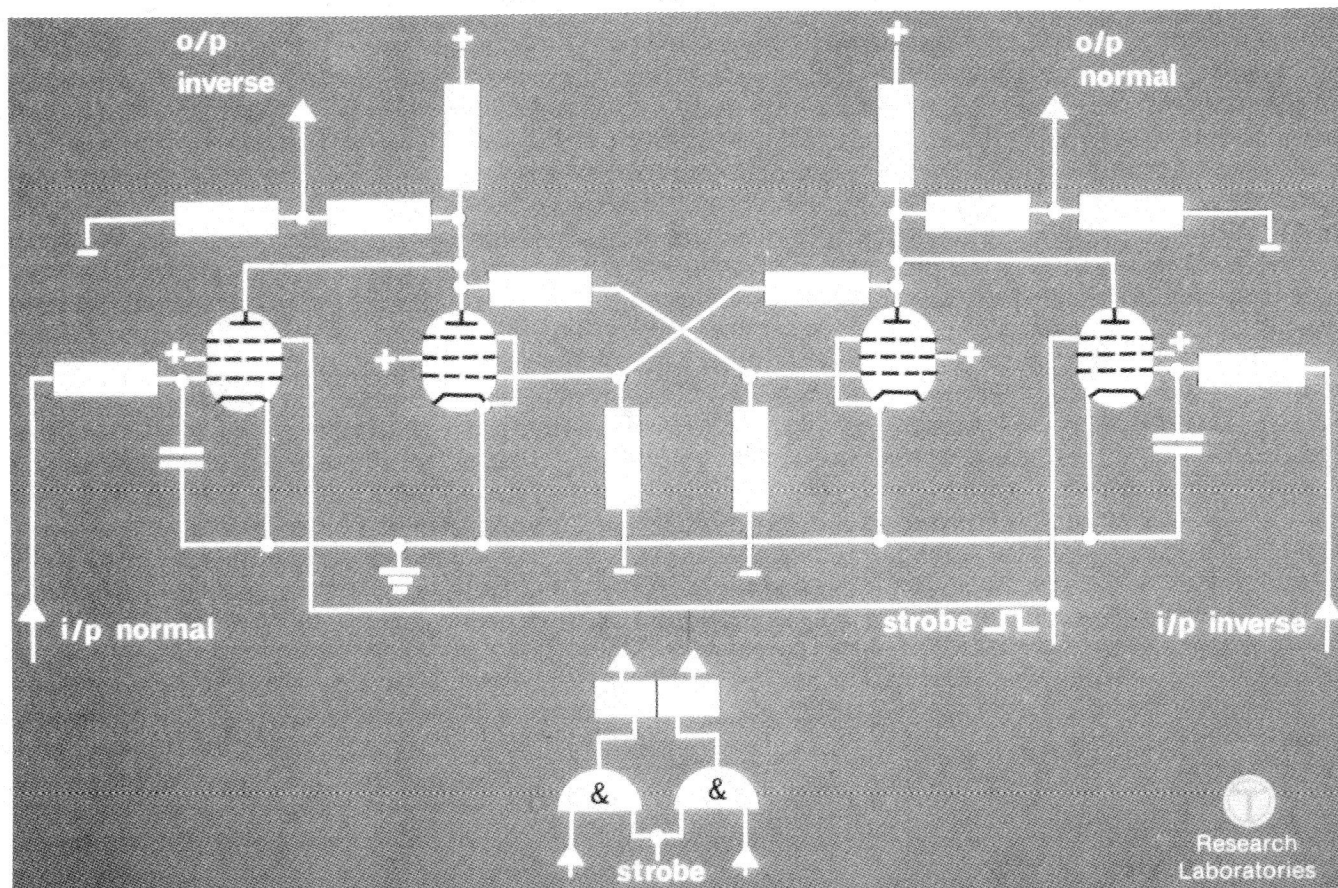 o/p
inverse
o/p
normal
i/p normal
strobe
i/p inverse
&
&
strobe
T
Research
Laboratories